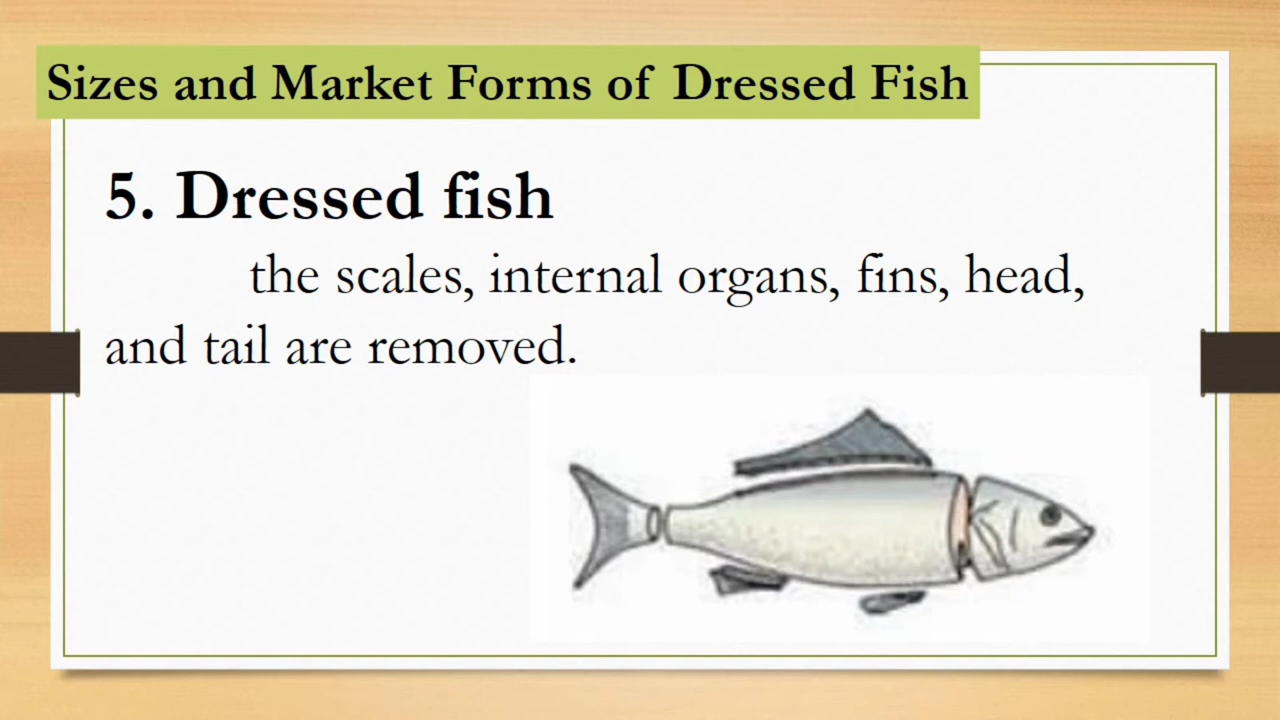 Sizes and Market Forms of Dressed Fish
5. Dressed fish
the scales, internal organs, fins, head,
and tail are removed.